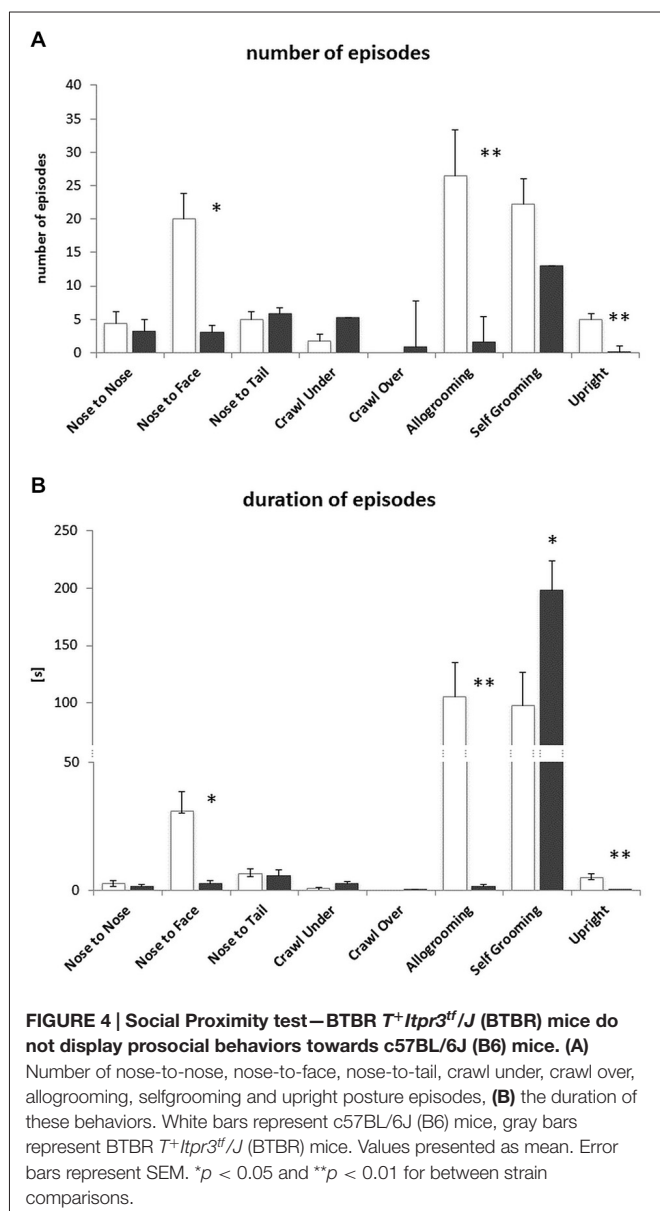 A
number of episodes
number of episodes
40
35
30
25
20
15
10
5
0
*
**
**
Nose to Nose
Nose to Face
Nose to Tail
Crawl Under
Crawl Over
Allogrooming
Self Grooming
Upright
B
duration of episodes
[s]
250
200
150
100
50
0
*
**
*
**
Nose to Nose
Nose to Face
Nose to Tail
Crawl Under
Crawl Over
Allogrooming
Self Grooming
Upright
FIGURE 4 | Social Proximity test—BTBR T+Itpr3tf/J (BTBR) mice do
not display prosocial behaviors towards c57BL/6J (B6) mice. (A)
Number of nose-to-nose, nose-to-face, nose-to-tail, crawl under, crawl over,
allogrooming, selfgrooming and upright posture episodes, (B) the duration of
these behaviors. White bars represent c57BL/6J (B6) mice, gray bars
represent BTBR T+Itpr3tf/J (BTBR) mice. Values presented as mean. Error
bars represent SEM. *p < 0.05 and **p < 0.01 for between strain
comparisons.